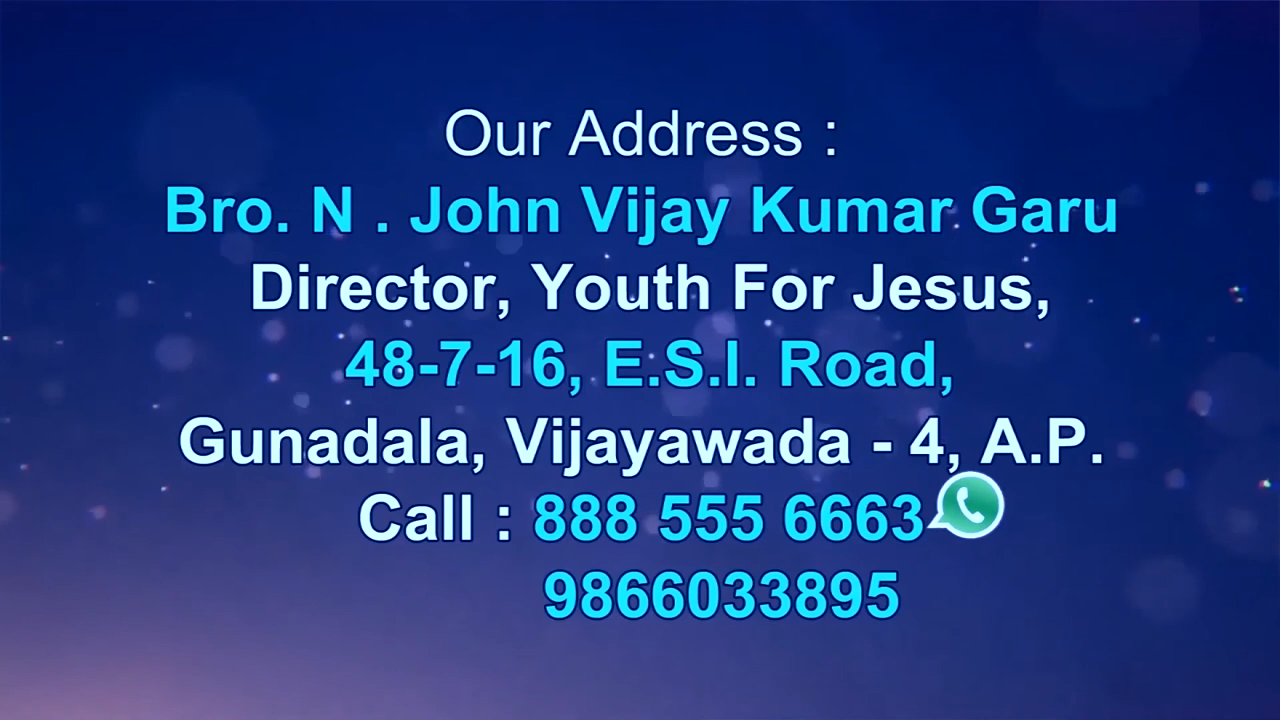 Our Address :
Bro. N . John Vijay Kumar Garu
Director, Youth For Jesus,
48-7-16, E.S.I. Road,
Gunadala, Vijayawada - 4, A.P.
Call : 888 555 6663
9866033895